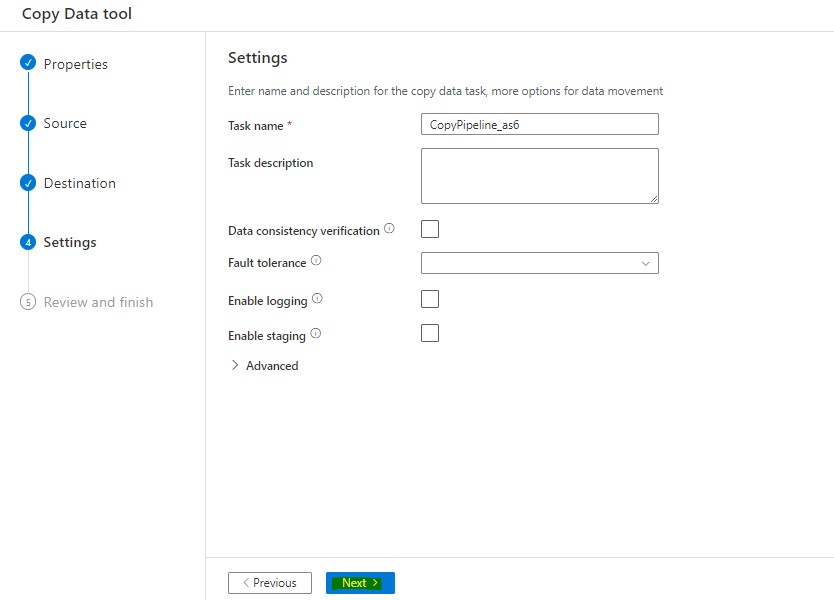 Copy Data tool
Properties
Source
Destination
4 Settings
5 Review and finish
Settings
Enter name and description for the copy data task, more options for data movement
Task name * CopyPipeline_as6
Task description
Data consistency verification
Fault tolerance
Enable logging
Enable staging
Advanced
Previous Next